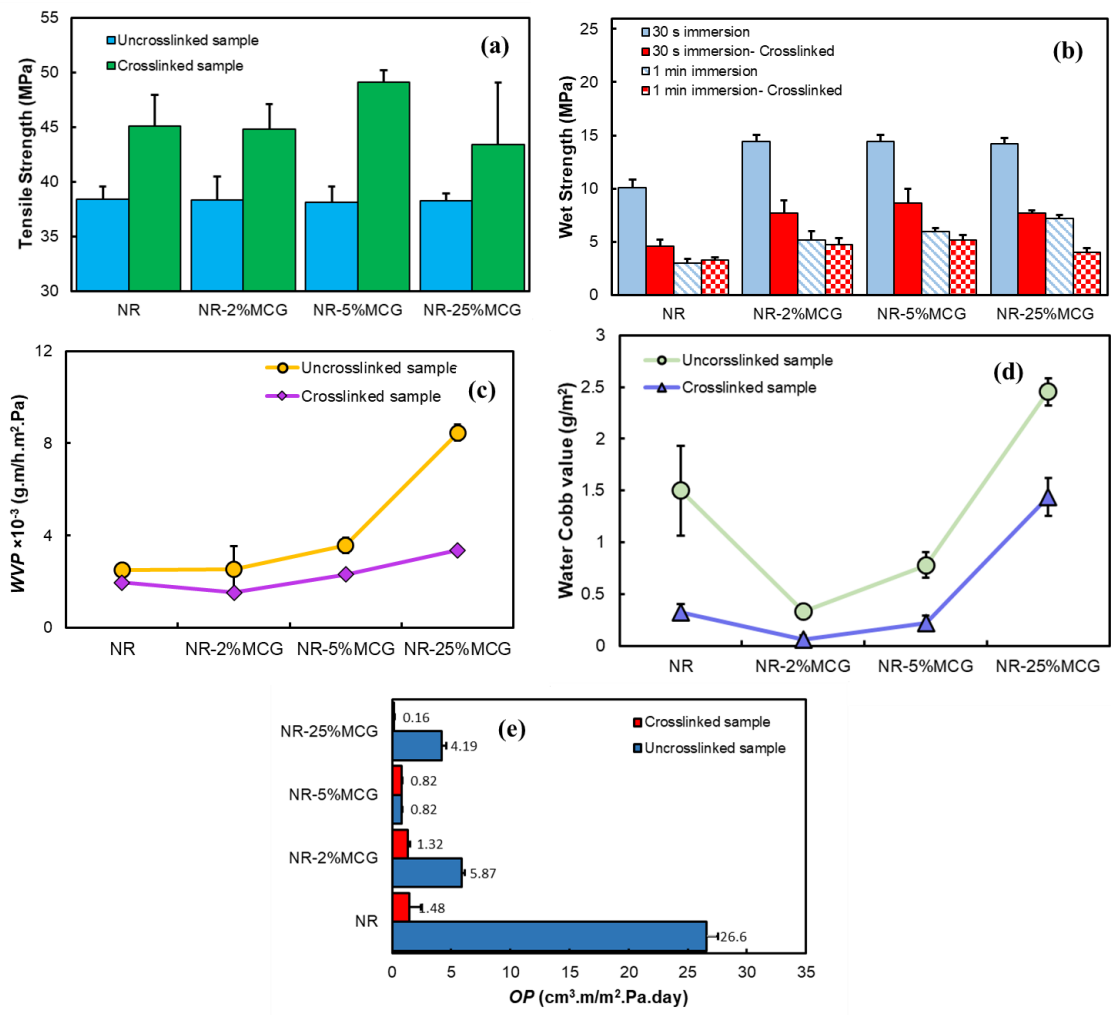 55
50
45
40
35
30
Tensile Strength (MPa)
Uncrosslinked sample
Crosslinked sample
(a)
NR
NR-2%MCG
NR-5%MCG
NR-25%MCG
25
20
15
10
5
0
Wet Strength (MPa)
30 s immersion
30 s immersion- Crosslinked
1 min immersion
1 min immersion- Crosslinked
(b)
NR
NR-2%MCG
NR-5%MCG
NR-25%MCG
12
8
4
0
WVP ×10⁻³ (g.m/h.m².Pa)
Uncrosslinked sample
Crosslinked sample
(c)
NR
NR-2%MCG
NR-5%MCG
NR-25%MCG
3
2.5
2
1.5
1
0.5
0
Water Cobb value (g/m²)
Uncorsslinked sample
Crosslinked sample
(d)
NR
NR-2%MCG
NR-5%MCG
NR-25%MCG
(e)
Crosslinked sample
Uncrosslinked sample
NR-25%MCG
0.16
4.19
NR-5%MCG
0.82
0.82
NR-2%MCG
1.32
5.87
NR
1.48
26.6
0
5
10
15
20
25
30
35
OP (cm³.m/m².Pa.day)